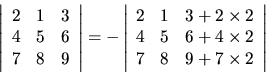 | 2 1 3 | = − | 2 1 3 + 2 × 2 |
| 4 5 6 | | 4 5 6 + 4 × 2 |
| 7 8 9 | | 7 8 9 + 7 × 2 |